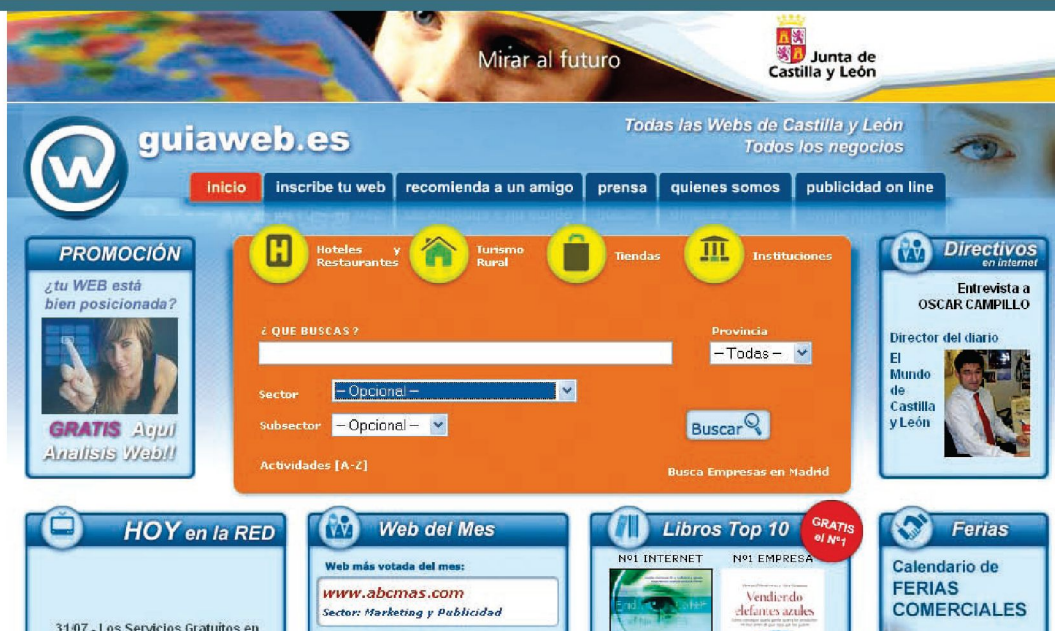 Mirar al futuro
Junta de
Castilla y León
guiaweb.es
Todas las Webs de Castilla y León
Todos los negocios
inicio
inscribe tu web
recomienda a un amigo
prensa
quienes somos
publicidad on line
PROMOCIÓN
¿tu WEB está
bien posicionada?
GRATIS Aqui
Analisis Web!!
Hoteles y
Restaurantes
Turismo
Rural
Tiendas
Instituciones
¿ QUE BUSCAS ?
Provincia
-- Todas --
Sector
-- Opcional --
Subsector
-- Opcional --
Buscar
Actividades [A-Z]
Busca Empresas en Madrid
Directivos
en internet
Entrevista a
OSCAR CAMPILLO
Director del diario
El
Mundo
de
Castilla
y León
HOY en la RED
31/07 - Los Servicios Gratuitos en
Web del Mes
Web más votada del mes:
www.abcmas.com
Sector: Marketing y Publicidad
Libros Top 10
GRATIS
el Nº1
Nº1 INTERNET
Nº1 EMPRESA
Vendiendo
elefantes azules
Ferias
Calendario de
FERIAS
COMERCIALES